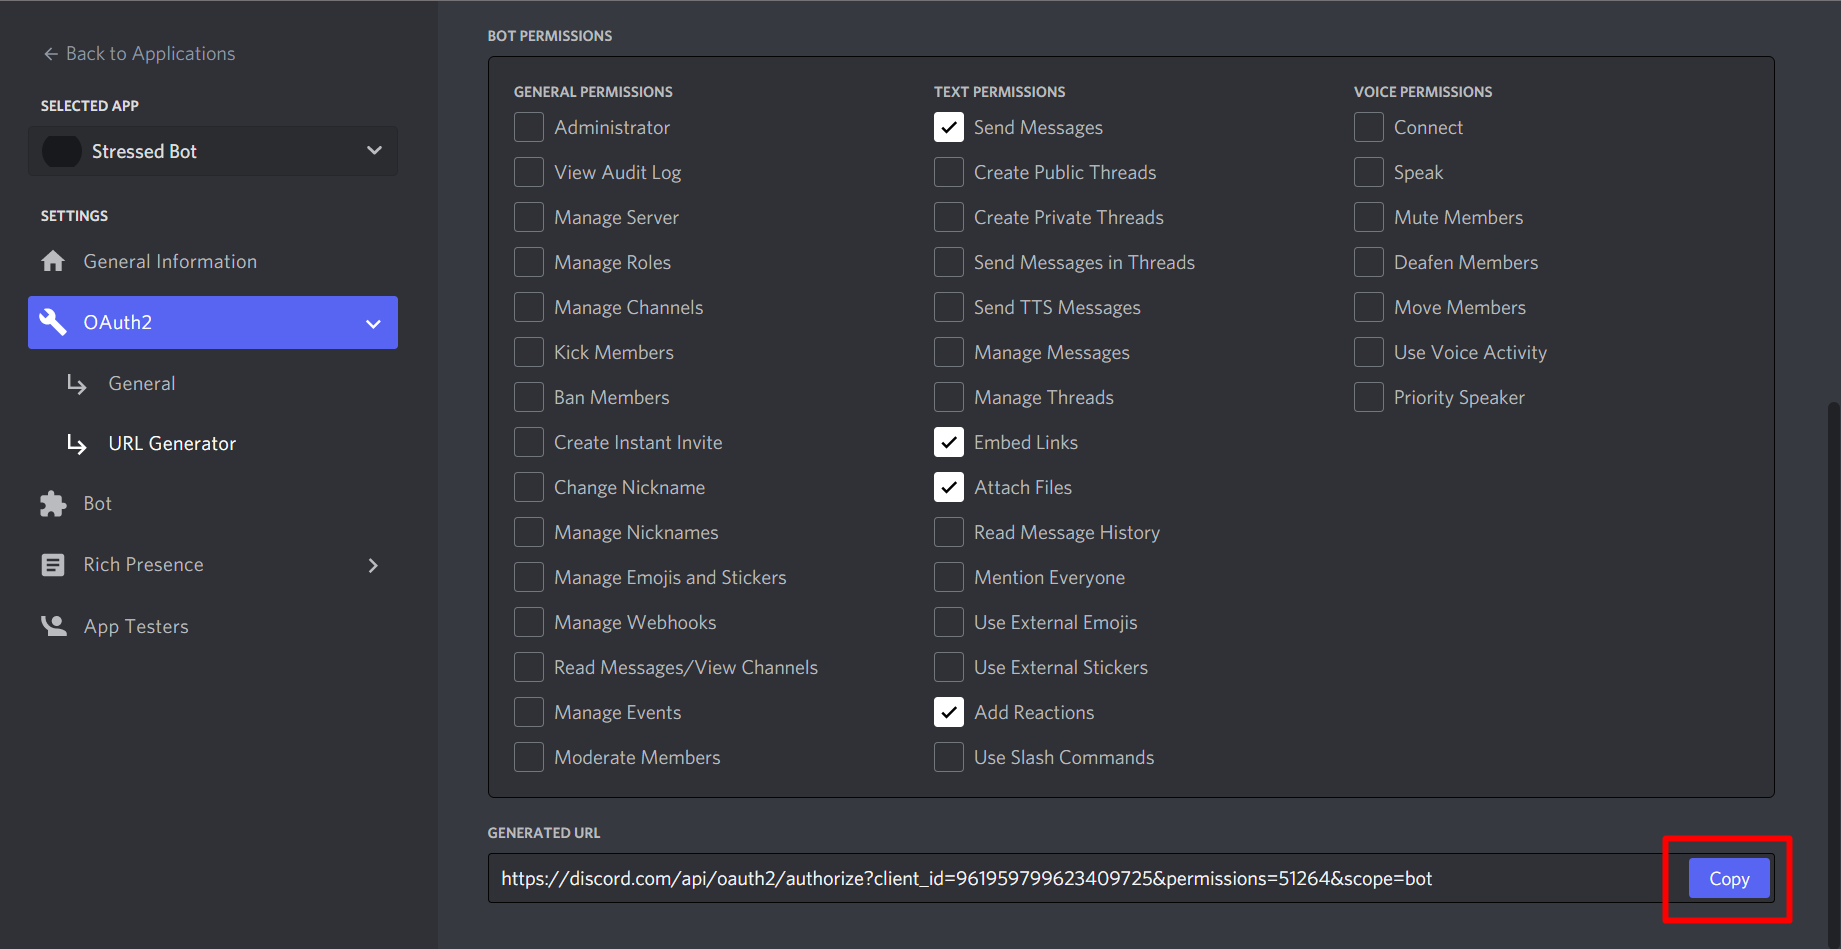 Back to Applications
SELECTED APP
Stressed Bot
SETTINGS
General Information
OAuth2
General
URL Generator
Bot
Rich Presence
App Testers
BOT PERMISSIONS
GENERAL PERMISSIONS
Administrator
View Audit Log
Manage Server
Manage Roles
Manage Channels
Kick Members
Ban Members
Create Instant Invite
Change Nickname
Manage Nicknames
Manage Emojis and Stickers
Manage Webhooks
Read Messages/View Channels
Manage Events
Moderate Members
TEXT PERMISSIONS
Send Messages
Create Public Threads
Create Private Threads
Send Messages in Threads
Send TTS Messages
Manage Messages
Manage Threads
Embed Links
Attach Files
Read Message History
Mention Everyone
Use External Emojis
Use External Stickers
Add Reactions
Use Slash Commands
VOICE PERMISSIONS
Connect
Speak
Mute Members
Deafen Members
Move Members
Use Voice Activity
Priority Speaker
GENERATED URL
https://discord.com/api/oauth2/authorize?client_id=961959799623409725&permissions=51264&scope=bot
Copy